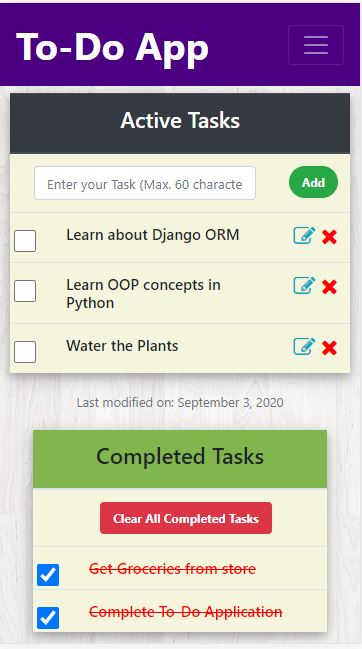 To-Do App
Active Tasks
Enter your Task (Max. 60 characte
Add
Learn about Django ORM
Learn OOP concepts in
Python
Water the Plants
Last modified on: September 3, 2020
Completed Tasks
Clear All Completed Tasks
Get Groceries from store
Complete To-Do Application